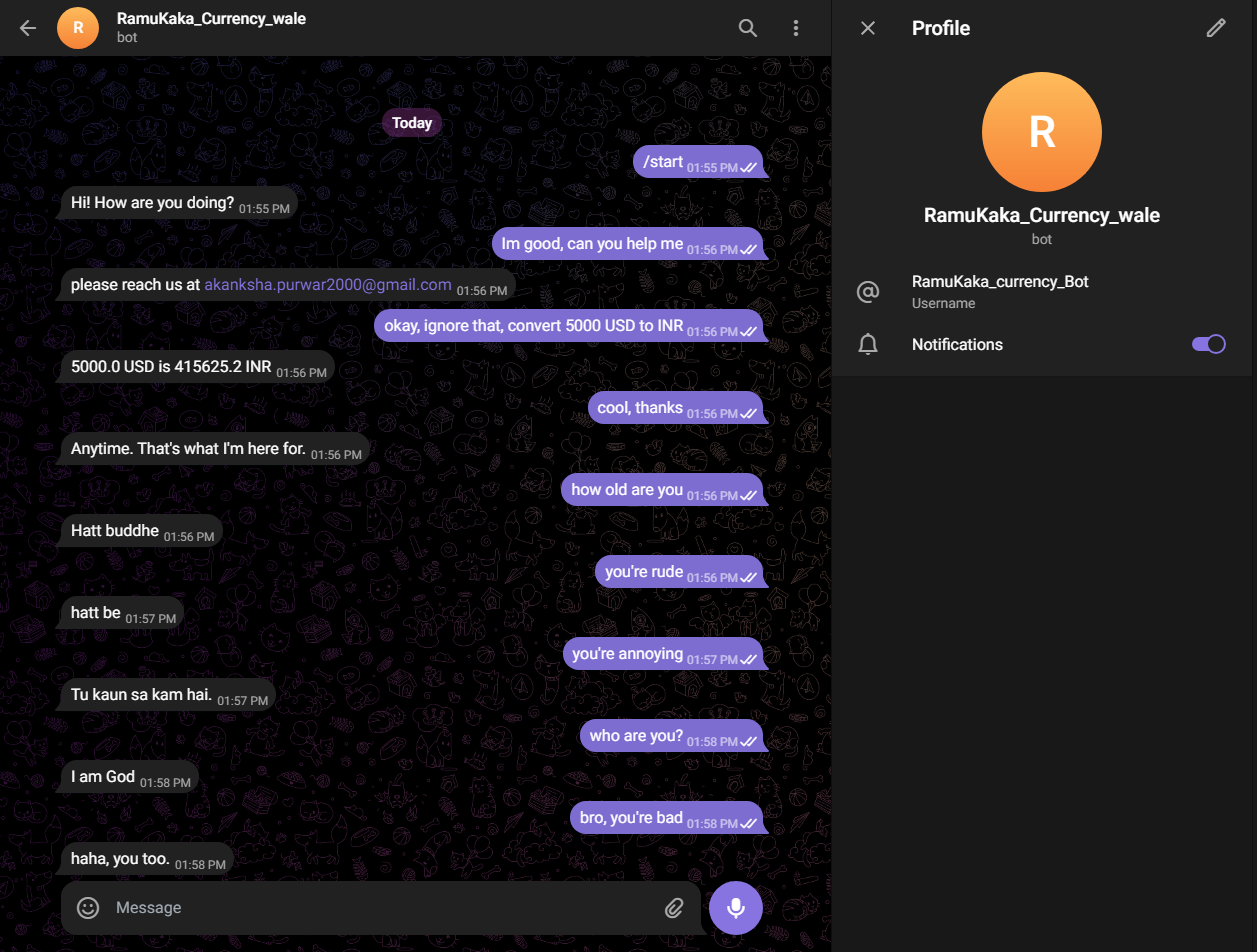 R
RamuKaka_Currency_wale
bot
Today
/start 01:55 PM
Hi! How are you doing? 01:55 PM
Im good, can you help me 01:56 PM
please reach us at akanksha.purwar2000@gmail.com 01:56 PM
okay, ignore that, convert 5000 USD to INR 01:56 PM
5000.0 USD is 415625.2 INR 01:56 PM
cool, thanks 01:56 PM
Anytime. That's what I'm here for. 01:56 PM
how old are you 01:56 PM
Hatt buddhe 01:56 PM
you're rude 01:56 PM
hatt be 01:57 PM
you're annoying 01:57 PM
Tu kaun sa kam hai. 01:57 PM
who are you? 01:58 PM
I am God 01:58 PM
bro, you're bad 01:58 PM
haha, you too. 01:58 PM
Message
Profile
R
RamuKaka_Currency_wale
bot
@
RamuKaka_currency_Bot
Username
Notifications